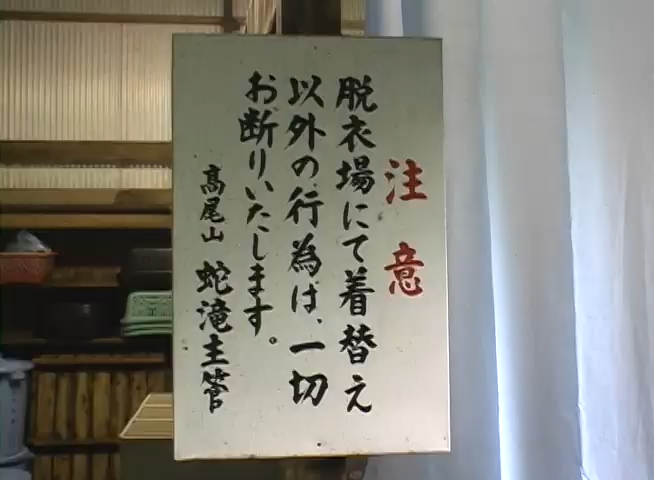 注意
脱衣場にて着替え
以外の行為は、一切
お断りいたします。
高尾山 蛇滝主管